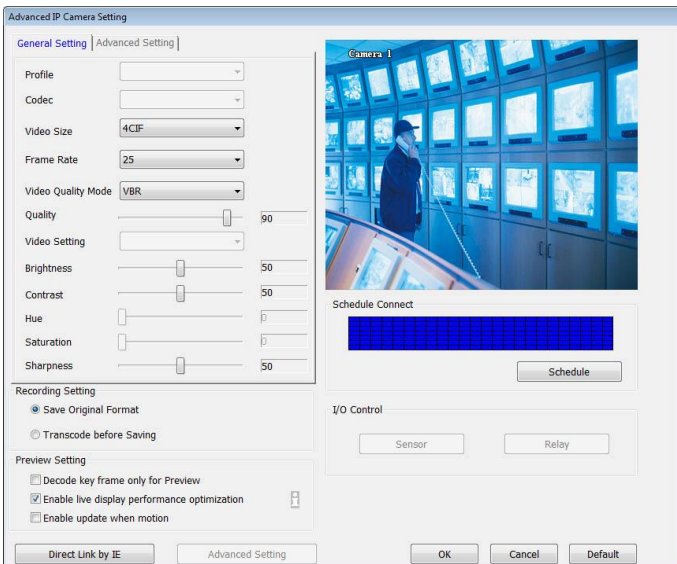 Advanced IP Camera Setting
General Setting Advanced Setting
Profile
Codec
Video Size 4CIF
Frame Rate 25
Video Quality Mode VBR
Quality 90
Video Setting
Brightness 50
Contrast 50
Hue 0
Saturation 0
Sharpness 50
Recording Setting
Save Original Format
Transcode before Saving
Preview Setting
Decode key frame only for Preview
Enable live display performance optimization
Enable update when motion
Direct Link by IE Advanced Setting
Camera 1
Schedule Connect
Schedule
I/O Control
Sensor Relay
OK Cancel Default